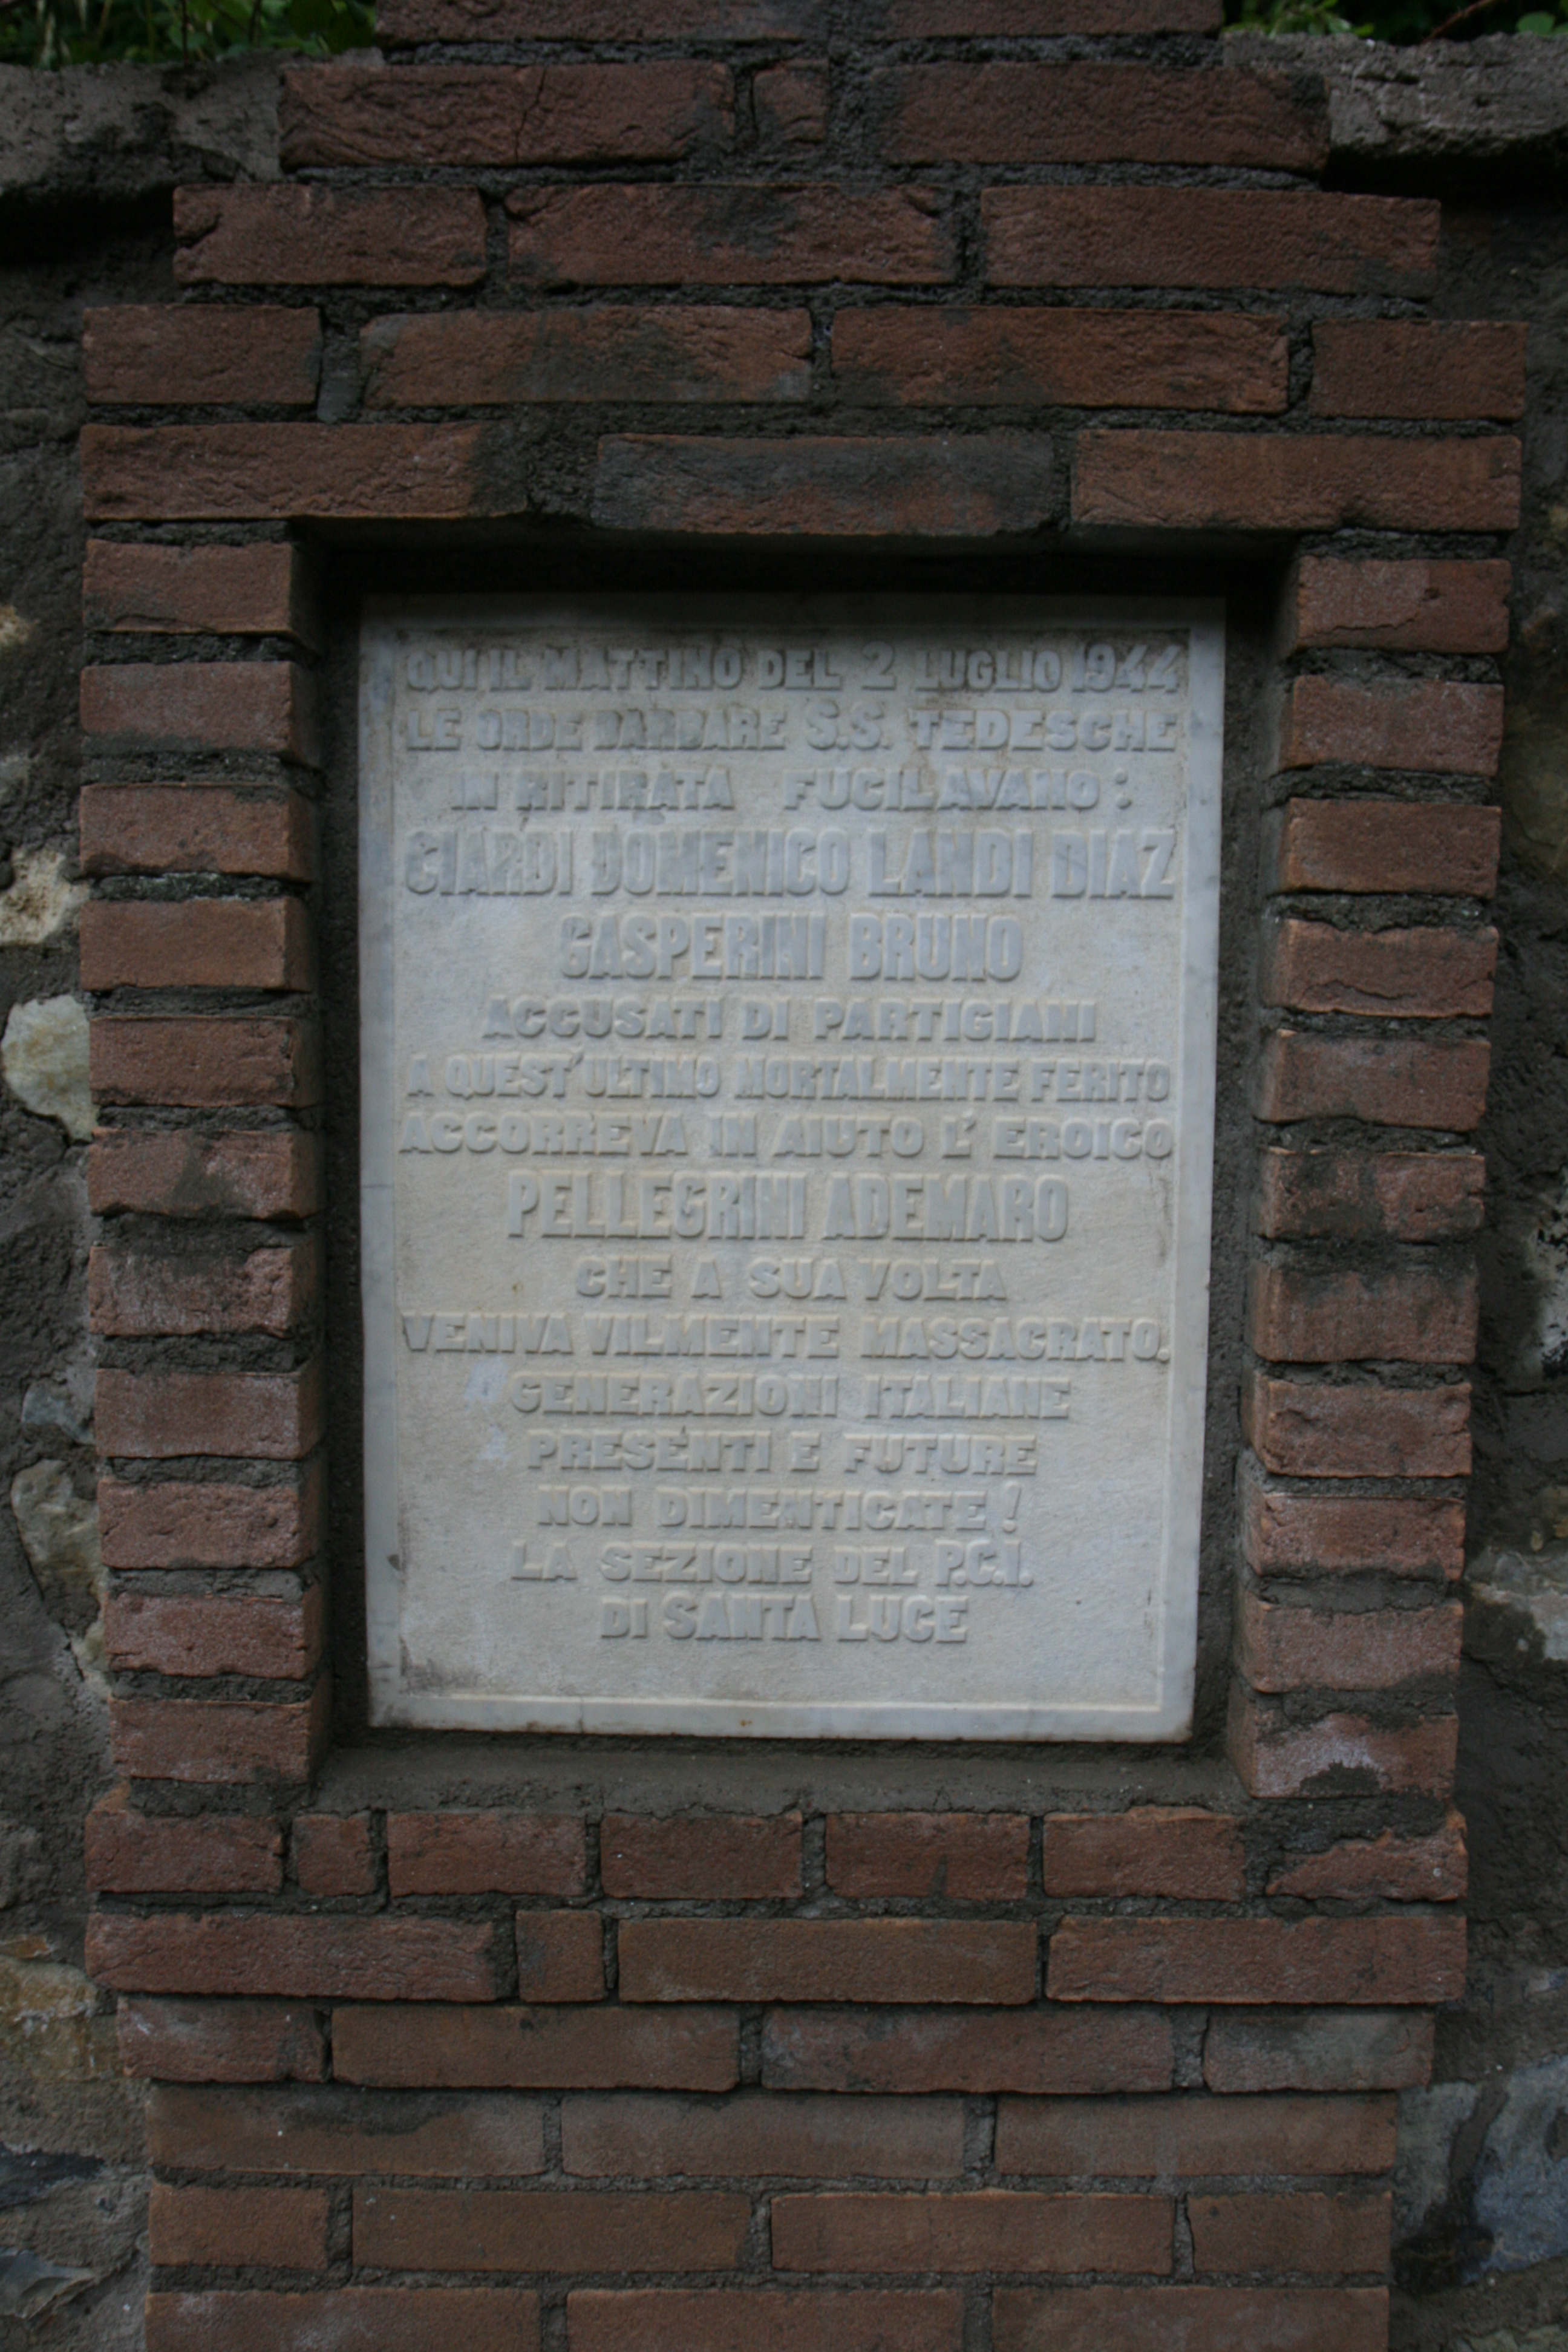 QUI IL MATTINO DEL 2 LUGLIO 1944
LE ORDE BARBARE S.S. TEDESCHE
IN RITIRATA FUCILAVANO:
CIARDI DOMENICO LANDI DIAZ
GASPERINI BRUNO
ACCUSATI DI PARTIGIANI
A QUEST'ULTIMO MORTALMENTE FERITO
ACCORREVA IN AIUTO L'EROICO
PELLEGRINI ADEMARO
CHE A SUA VOLTA
VENIVA VILMENTE MASSACRATO.
GENERAZIONI ITALIANE
PRESENTI E FUTURE
NON DIMENTICATE!
LA SEZIONE DEL P.C.I.
DI SANTA LUCE